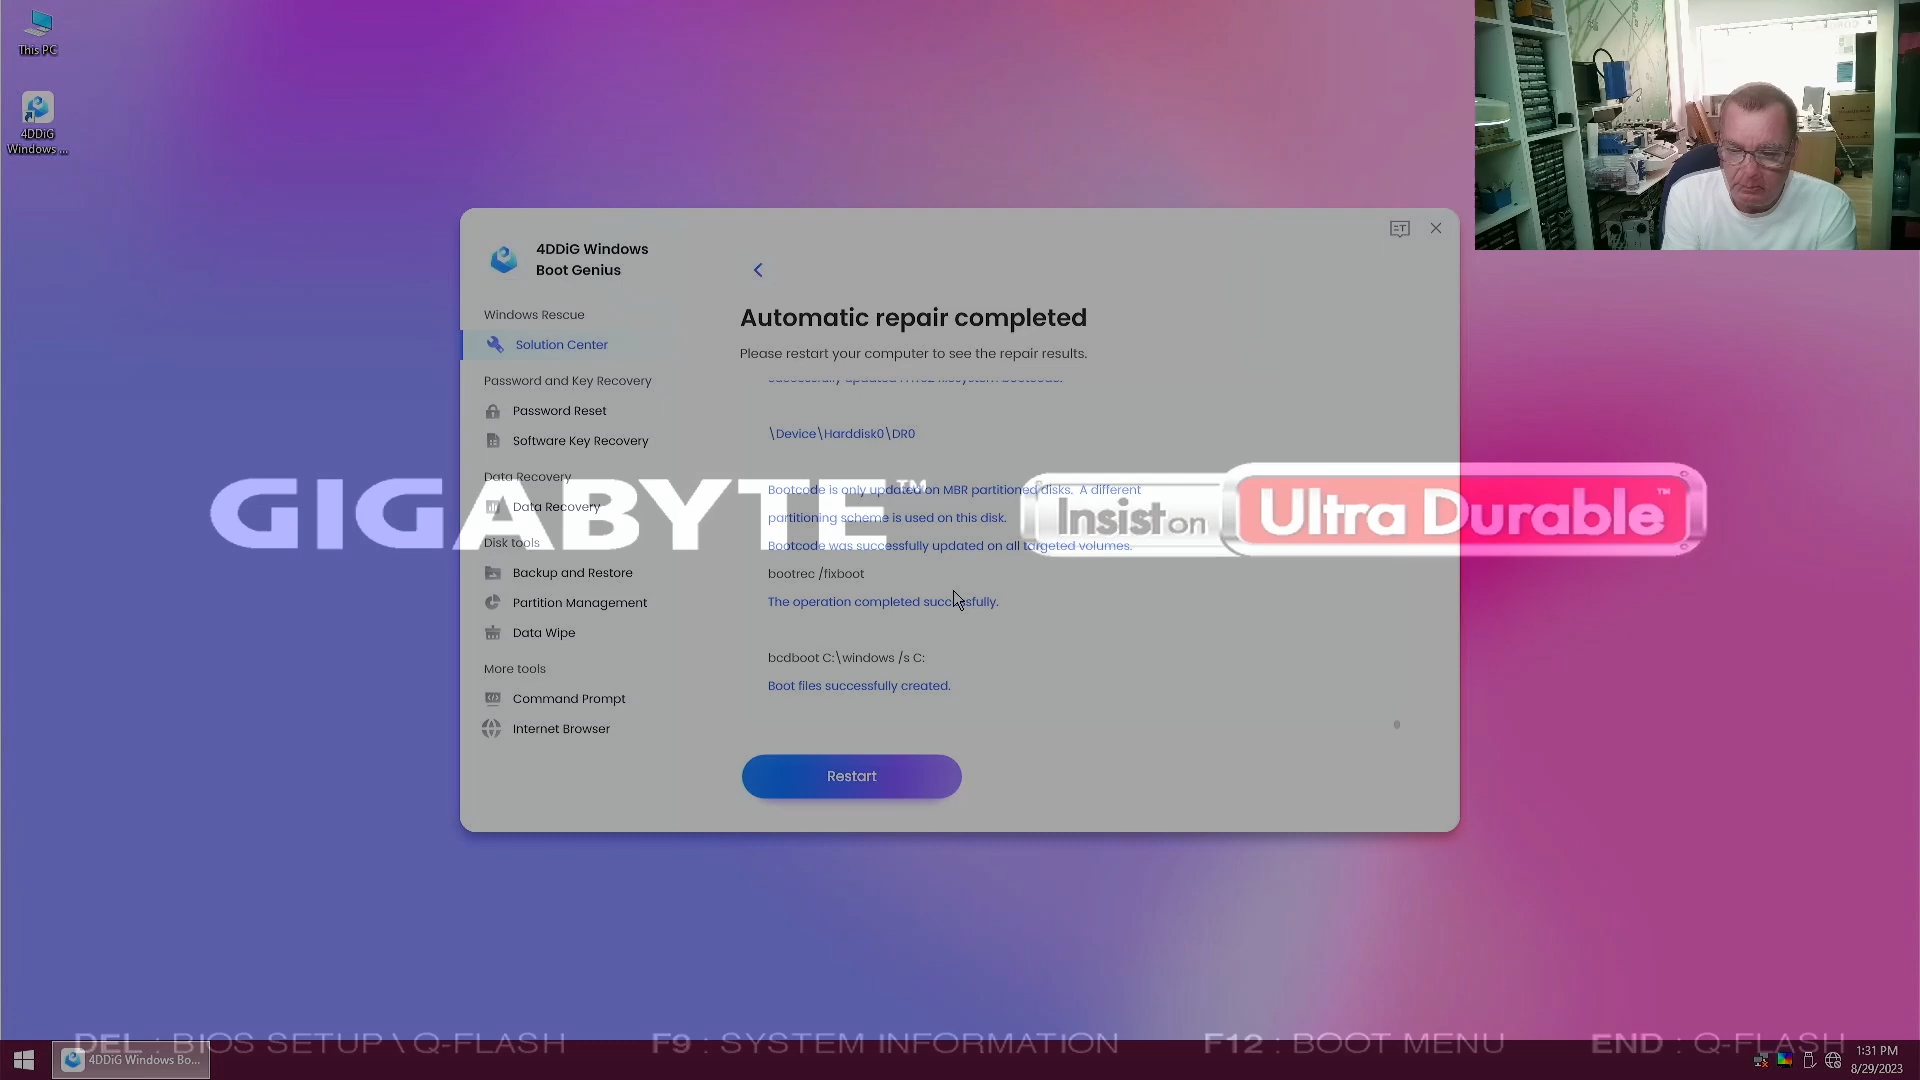 This PC
4DDiG
Windows ...
4DDiG Windows
Boot Genius
Windows Rescue
Solution Center
Password and Key Recovery
Password Reset
Software Key Recovery
Data Recovery
Data Recovery
Disk tools
Backup and Restore
Partition Management
Data Wipe
More tools
Command Prompt
Internet Browser
Automatic repair completed
Please restart your computer to see the repair results.
\Device\Harddisk0\DR0
Bootcode is only updated on MBR partitioned disks. A different
partitioning scheme is used on this disk.
Bootcode was successfully updated on all targeted volumes.
bootrec /fixboot
The operation completed successfully.
bcdboot C:\windows /s C:
Boot files successfully created.
Restart
GIGABYTE™
Insist on Ultra Durable™
DEL : BIOS SETUP \ Q-FLASH F9 : SYSTEM INFORMATION F12 : BOOT MENU END : Q-FLASH
4DDiG Windows Bo...
1:31 PM
8/29/2023